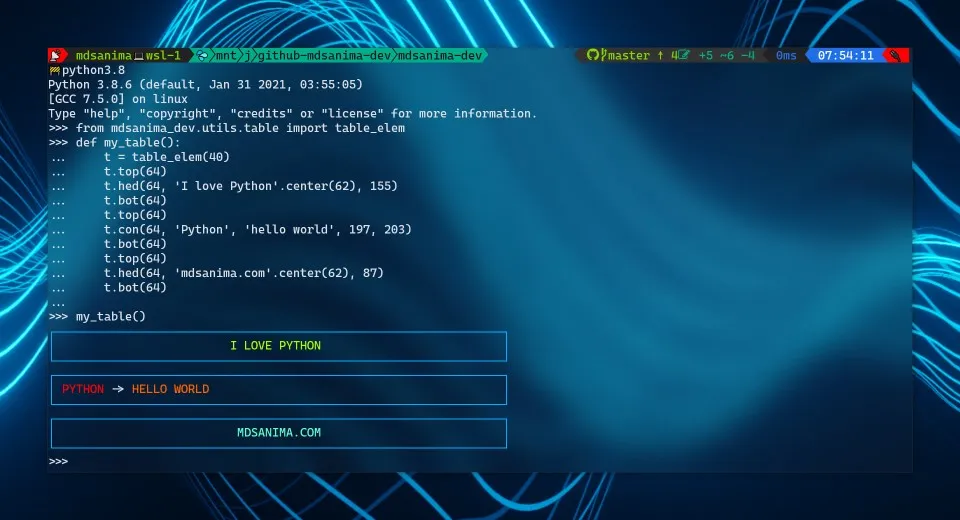 mdsanima wsl-1 mnt j github-mdsanima-dev mdsanima-dev master ↑ 4 +5 ~6 -4 0ms 07:54:11
python3.8
Python 3.8.6 (default, Jan 31 2021, 03:55:05)
[GCC 7.5.0] on linux
Type "help", "copyright", "credits" or "license" for more information.
>>> from mdsanima_dev.utils.table import table_elem
>>> def my_table():
...     t = table_elem(40)
...     t.top(64)
...     t.hed(64, 'I love Python'.center(62), 155)
...     t.bot(64)
...     t.top(64)
...     t.con(64, 'Python', 'hello world', 197, 203)
...     t.bot(64)
...     t.top(64)
...     t.hed(64, 'mdsanima.com'.center(62), 87)
...     t.bot(64)
...
>>> my_table()
I LOVE PYTHON
PYTHON → HELLO WORLD
MDSANIMA.COM
>>>